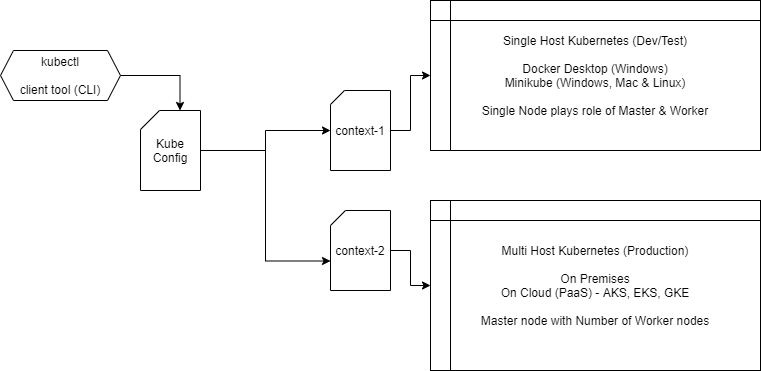 kubectl
client tool (CLI)
Kube
Config
context-1
Single Host Kubernetes (Dev/Test)
Docker Desktop (Windows)
Minikube (Windows, Mac & Linux)
Single Node plays role of Master & Worker
context-2
Multi Host Kubernetes (Production)
On Premises
On Cloud (PaaS) - AKS, EKS, GKE
Master node with Number of Worker nodes